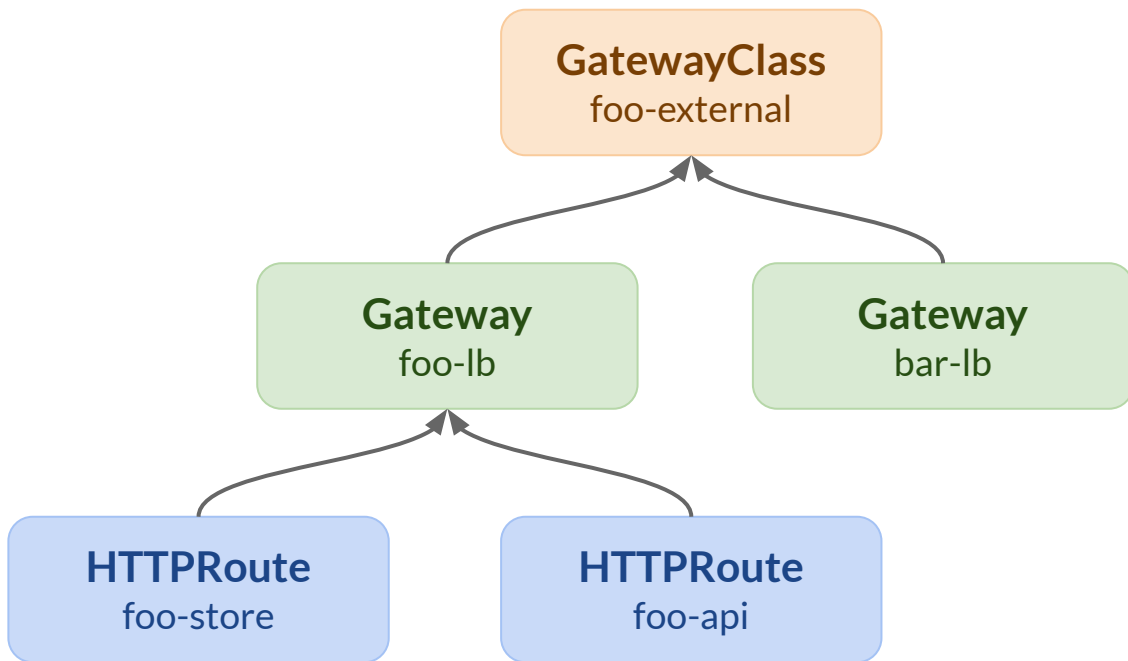 GatewayClass
foo-external
Gateway
foo-lb
Gateway
bar-lb
HTTPRoute
foo-store
HTTPRoute
foo-api